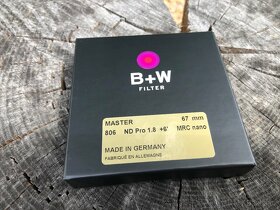 B+W
FILTER
MASTER 67 mm
806 ND Pro 1.8 +6' MRC nano
MADE IN GERMANY
FABRIQUÉ EN ALLEMAGNE